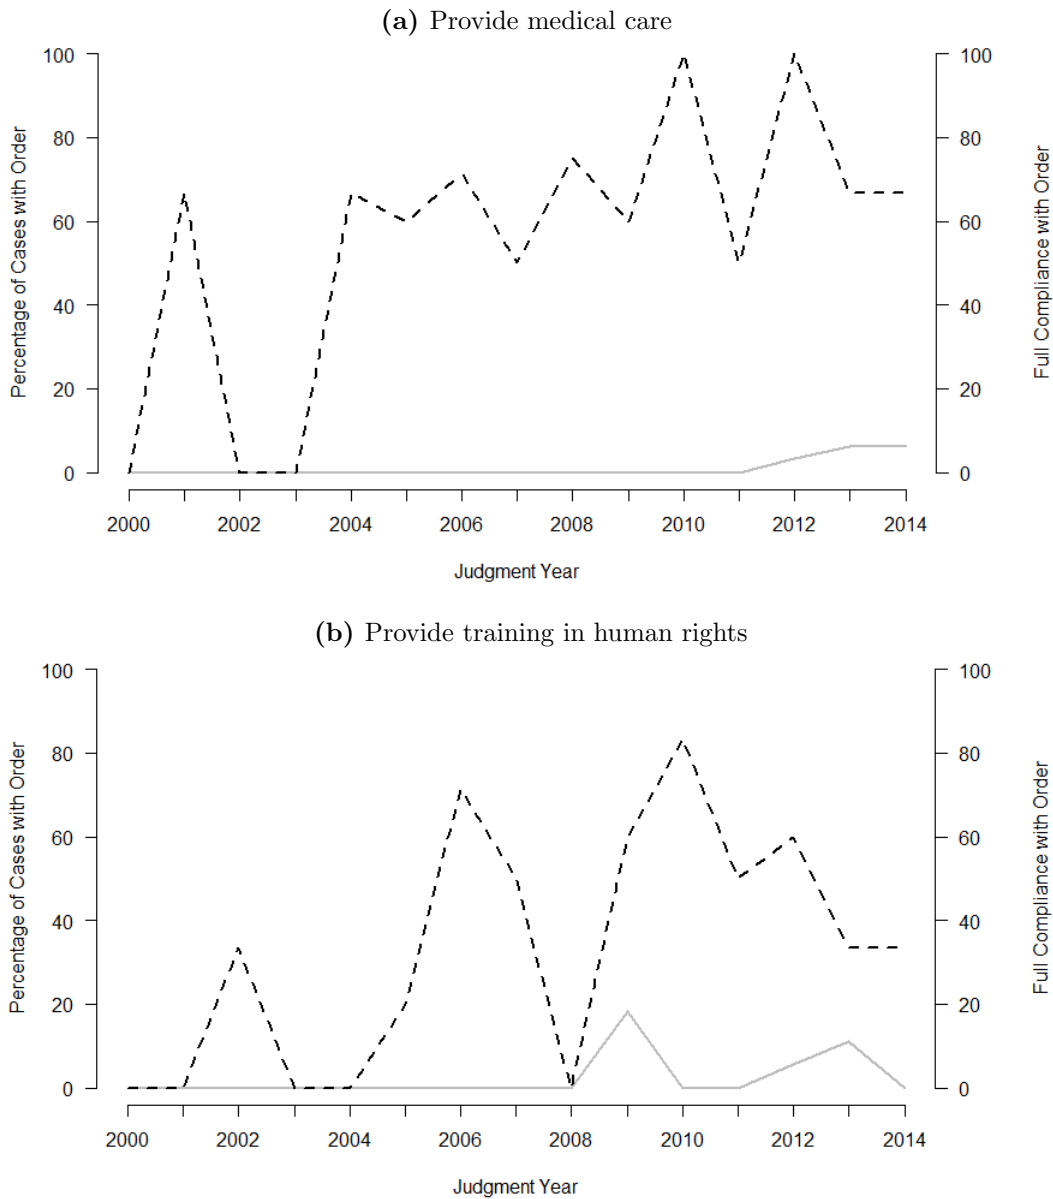 (a) Provide medical care
Percentage of Cases with Order
100
80
60
40
20
0
100
80
60
40
20
0
Full Compliance with Order
2000 2002 2004 2006 2008 2010 2012 2014
Judgment Year
(b) Provide training in human rights
Percentage of Cases with Order
100
80
60
40
20
0
100
80
60
40
20
0
Full Compliance with Order
2000 2002 2004 2006 2008 2010 2012 2014
Judgment Year